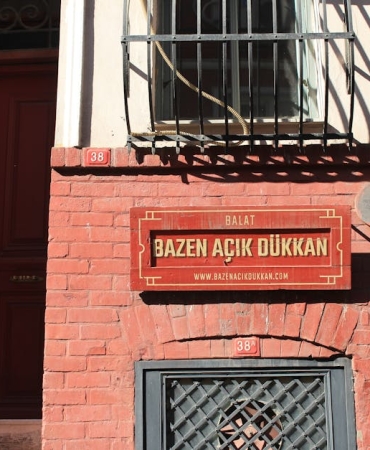 38
BALAT
BAZEN AÇIK DÜKKAN
WWW.BAZENACIKDUKKAN.COM
38